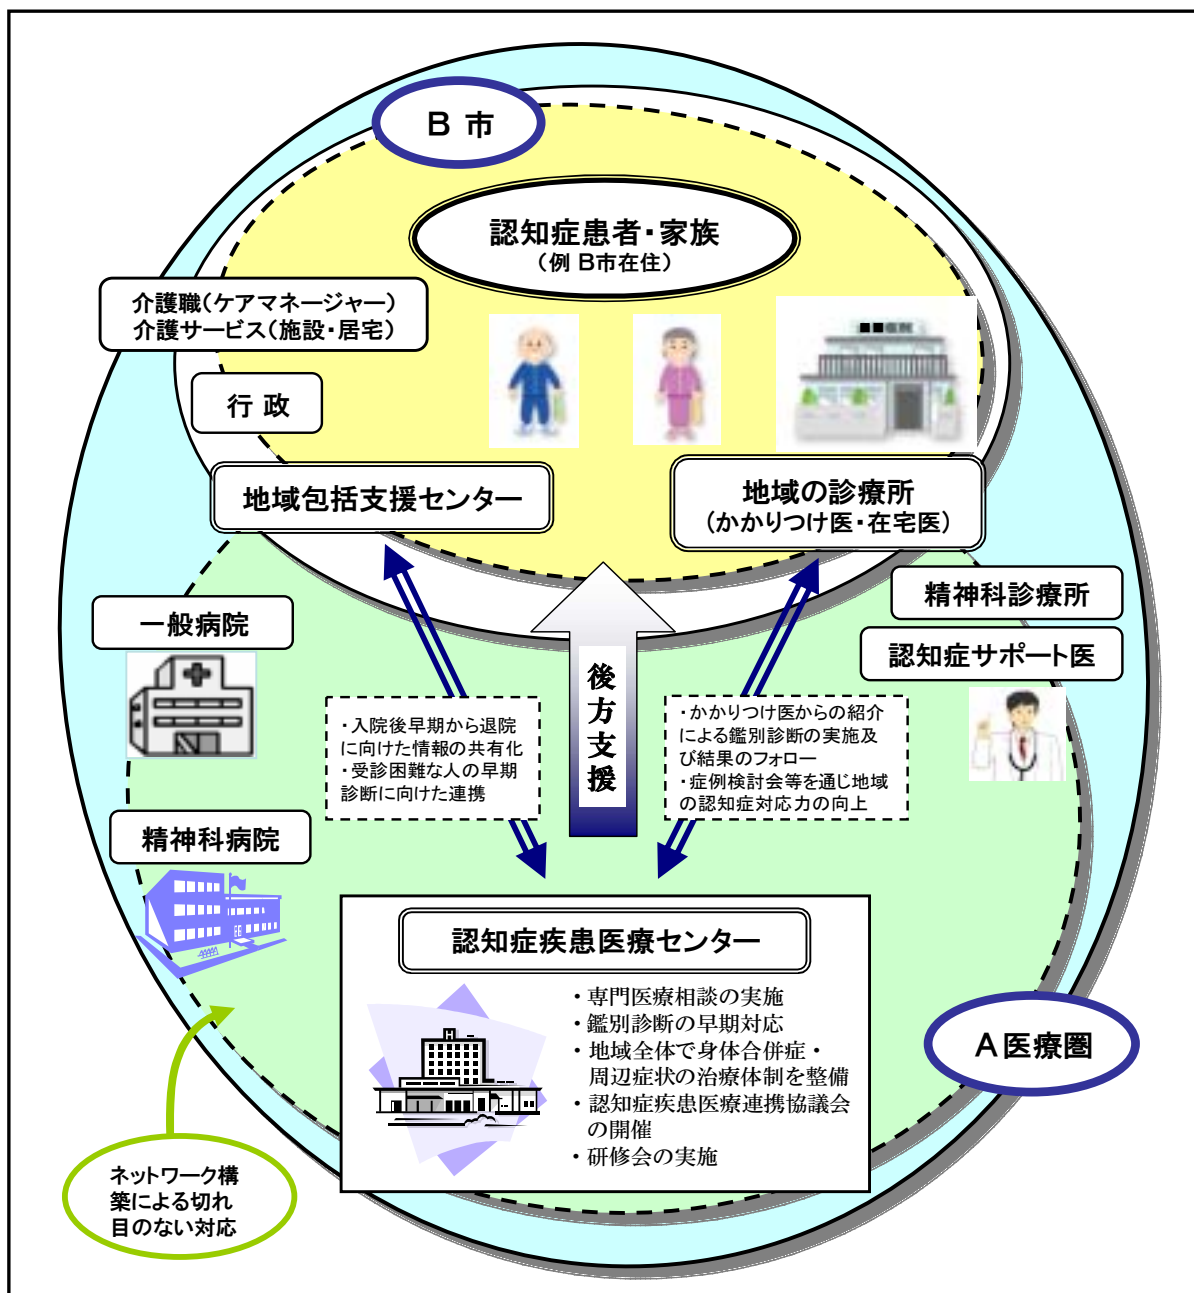 B 市
認知症患者・家族
(例 B市在住)
介護職(ケアマネージャー)
介護サービス(施設・居宅)
行 政
地域包括支援センター
地域の診療所
(かかりつけ医・在宅医)
一般病院
精神科診療所
認知症サポート医
後方支援
・入院後早期から退院
に向けた情報の共有化
・受診困難な人の早期
診断に向けた連携
・かかりつけ医からの紹介
による鑑別診断の実施及
び結果のフォロー
・症例検討会等を通じ地域
の認知症対応力の向上
精神科病院
認知症疾患医療センター
・専門医療相談の実施
・鑑別診断の早期対応
・地域全体で身体合併症・
周辺症状の治療体制を整備
・認知症疾患医療連携協議会
の開催
・研修会の実施
A医療圏
ネットワーク構
築による切れ
目のない対応